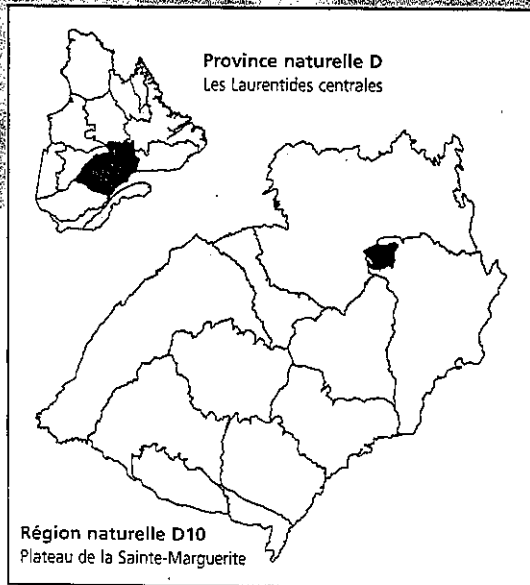 Province naturelle D
Les Laurentides centrales
Région naturelle D10
Plateau de la Sainte-Marguerite